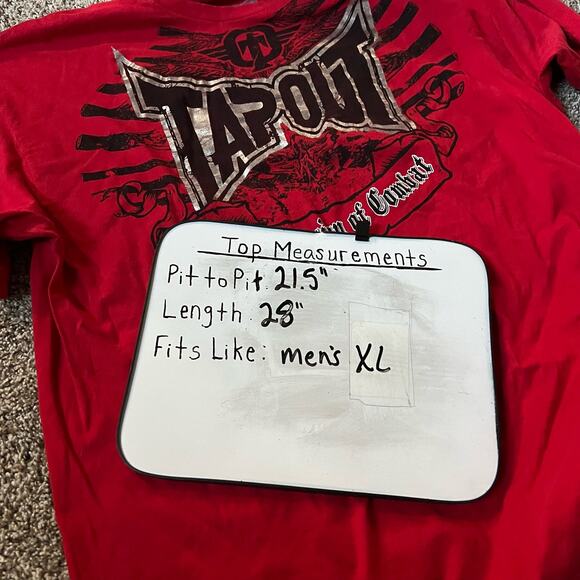 TAPOUT
of Combat
Top Measurements
Pit to Pit. 21.5"
Length. 28"
Fits Like: men's XL